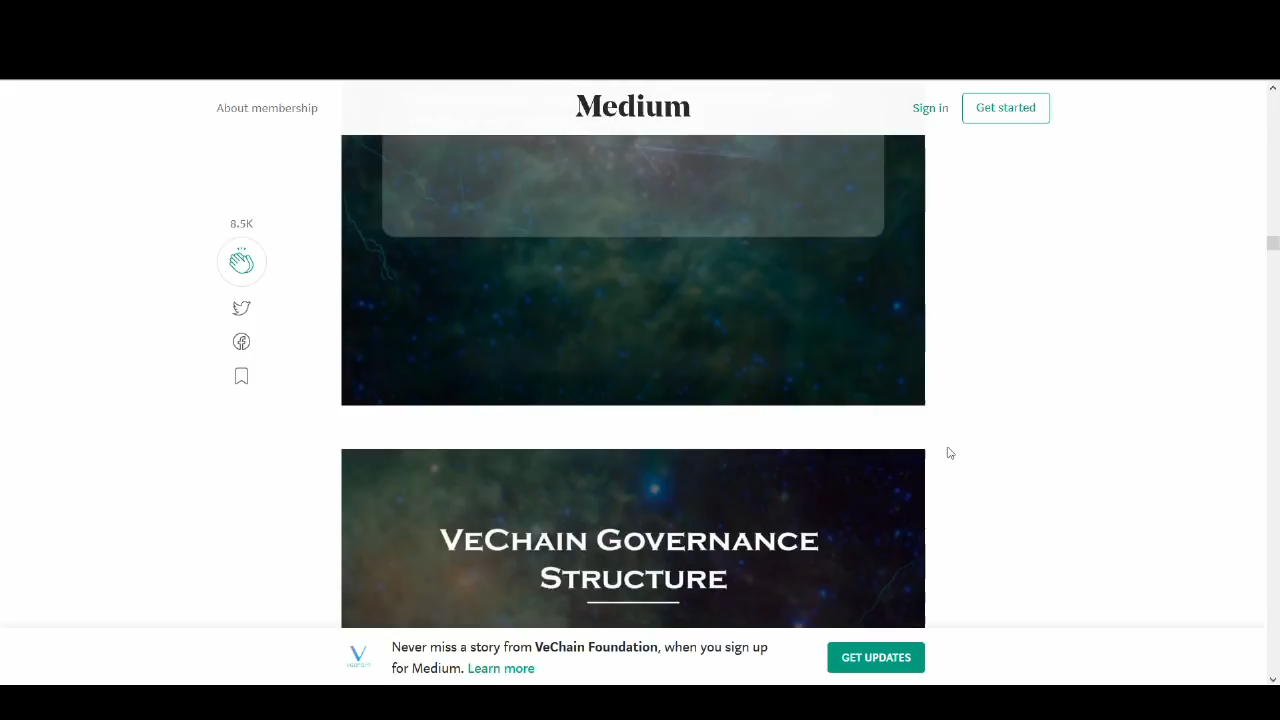 About membership
Medium
Sign in
Get started
8.5K
VECHAIN GOVERNANCE
STRUCTURE
Never miss a story from VeChain Foundation, when you sign up
for Medium. Learn more
GET UPDATES